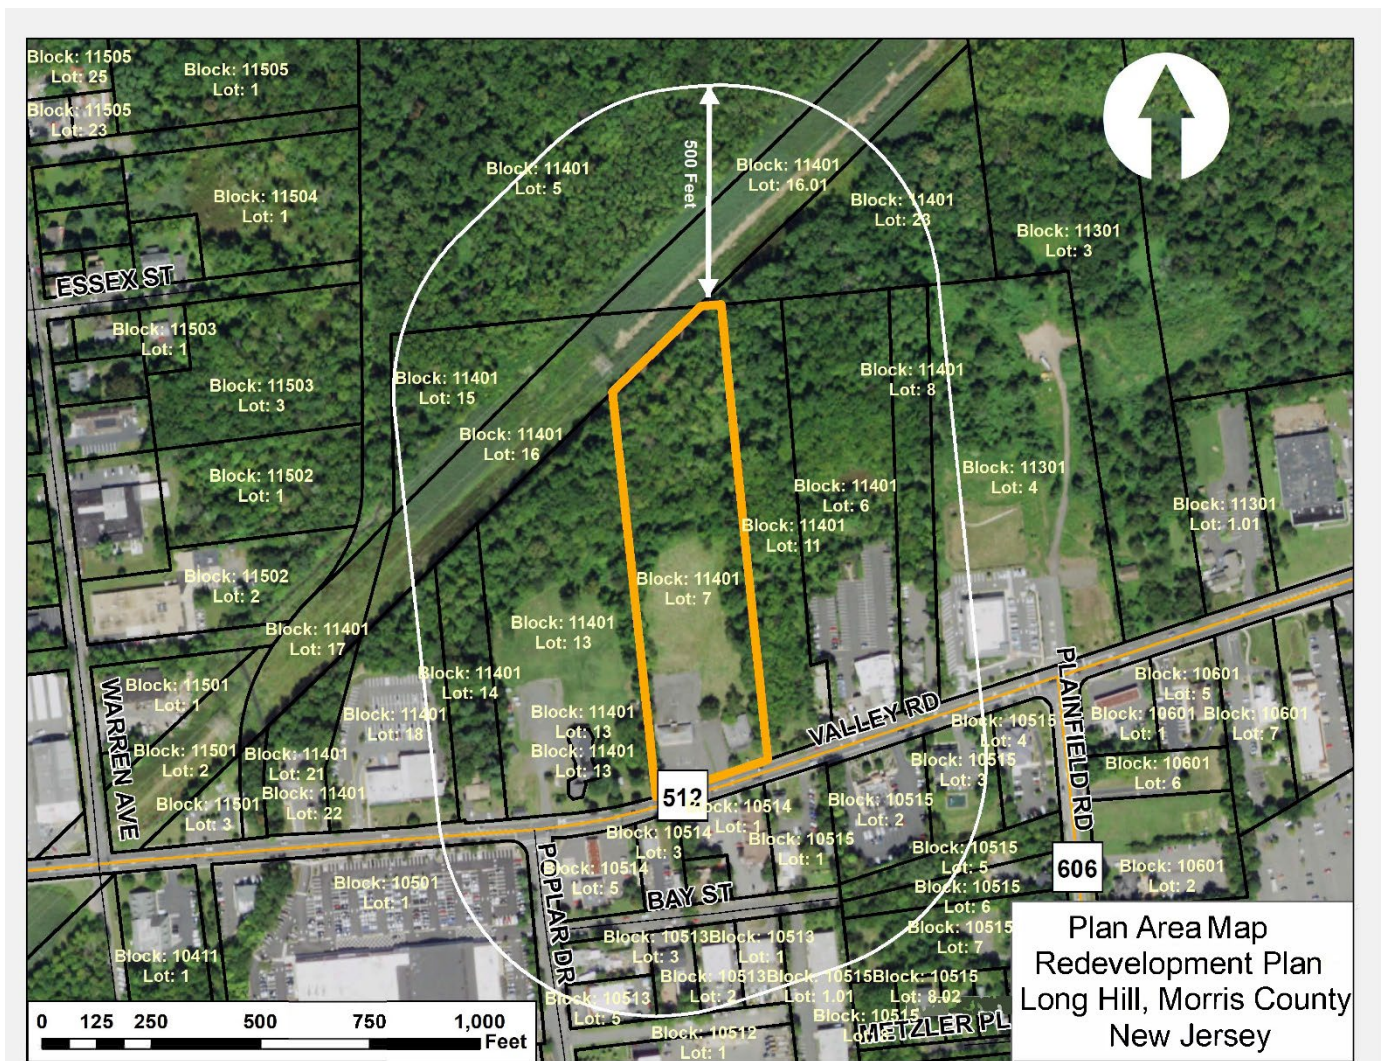 Block: 11505
Lot: 25
Block: 11505
Lot: 1
Block: 11505
Lot: 23
500 Feet
Block: 11401
Lot: 5
Block: 11401
Lot: 16.01
Block: 11504
Lot: 1
Block: 11401
Lot: 23
Block: 11301
Lot: 3
ESSEX ST
Block: 11503
Lot: 1
Block: 11503
Lot: 3
Block: 11401
Lot: 15
Block: 11401
Lot: 8
Block: 11401
Lot: 16
Block: 11502
Lot: 1
Block: 11401
Lot: 6
Block: 11301
Lot: 4
Block: 11301
Lot: 1.01
Block: 11401
Lot: 11
Block: 11502
Lot: 2
Block: 11401
Lot: 7
Block: 11401
Lot: 17
Block: 11401
Lot: 13
Block: 11401
Lot: 14
Block: 11501
Lot: 1
Block: 11401
Lot: 18
Block: 11401
Lot: 13
Block: 11401
Lot: 13
WARREN AVE
Block: 11501
Lot: 2
Block: 11401
Lot: 21
Block: 11401
Lot: 22
Block: 11501
Lot: 3
VALLEY RD
PLAINFIELD RD
Block: 10601
Lot: 5
Block: 10601
Lot: 1
Block: 10601
Lot: 7
Block: 10601
Lot: 6
Block: 10515
Lot: 4
Block: 10515
Lot: 3
512
Block: 10514
Lot: 1
Block: 10515
Lot: 2
Block: 10514
Lot: 3
Block: 10515
Lot: 1
Block: 10514
Lot: 5
POPLAR DR
BAY ST
Block: 10515
Lot: 5
Block: 10515
Lot: 6
Block: 10515
Lot: 7
606
Block: 10601
Lot: 2
Block: 10501
Lot: 1
Block: 10411
Lot: 1
Block: 10513
Lot: 3
Block: 10513
Lot: 1
Block: 10513
Lot: 2
Block: 10515
Lot: 1.01
Block: 10515
Lot: 8.02
Block: 10513
Lot: 5
Block: 10515
Block: 10512
Lot: 1
METZLER PL
0 125 250 500 750 1,000
Feet
Plan Area Map
Redevelopment Plan
Long Hill, Morris County
New Jersey